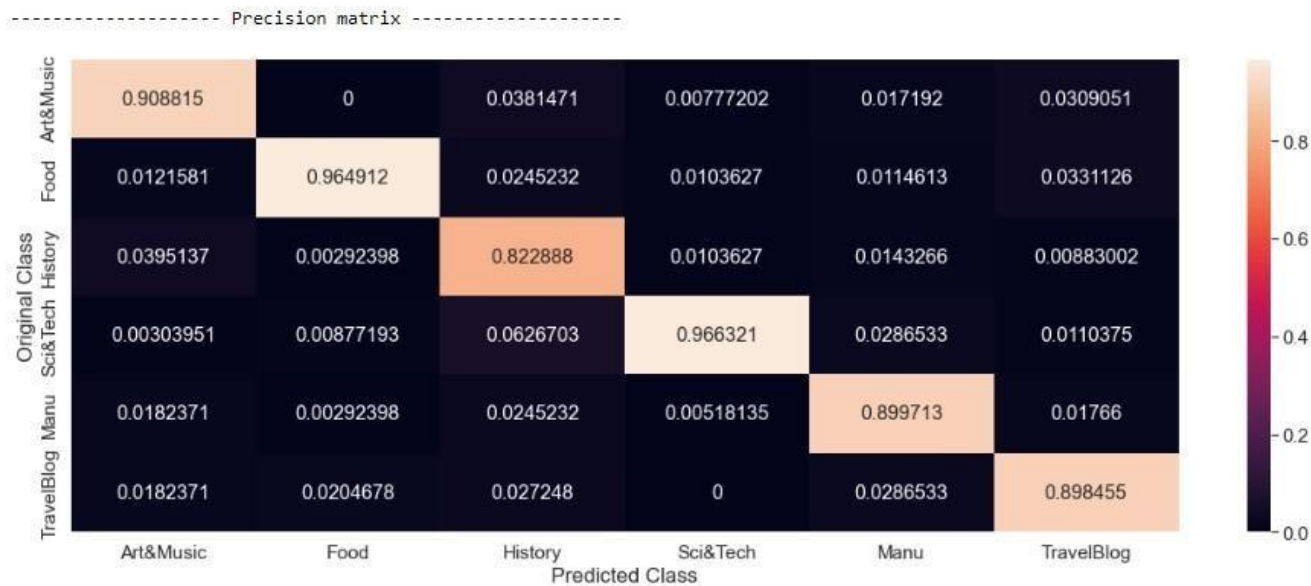 -------------------- Precision matrix --------------------
Art&Music 0.908815 0 0.0381471 0.00777202 0.017192 0.0309051
Food 0.0121581 0.964912 0.0245232 0.0103627 0.0114613 0.0331126
History 0.0395137 0.00292398 0.822888 0.0103627 0.0143266 0.00883002
Sci&Tech 0.00303951 0.00877193 0.0626703 0.966321 0.0286533 0.0110375
Manu 0.0182371 0.00292398 0.0245232 0.00518135 0.899713 0.01766
TravelBlog 0.0182371 0.0204678 0.027248 0 0.0286533 0.898455
Original Class
Art&Music Food History Sci&Tech Manu TravelBlog
Predicted Class
0.8
0.6
0.4
0.2
0.0